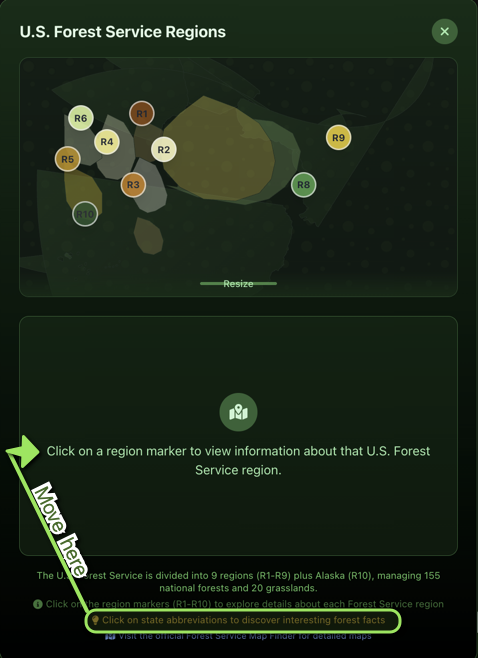 U.S. Forest Service Regions
R6
R1
R9
R4
R2
R5
R3
R8
R10
Resize
Click on a region marker to view information about that U.S. Forest
Service region.
Move here
The U.S. Forest Service is divided into 9 regions (R1-R9) plus Alaska (R10), managing 155
national forests and 20 grasslands.
Click on the region markers (R1-R10) to explore details about each Forest Service region
Click on state abbreviations to discover interesting forest facts
Visit the official Forest Service Map Finder for detailed maps